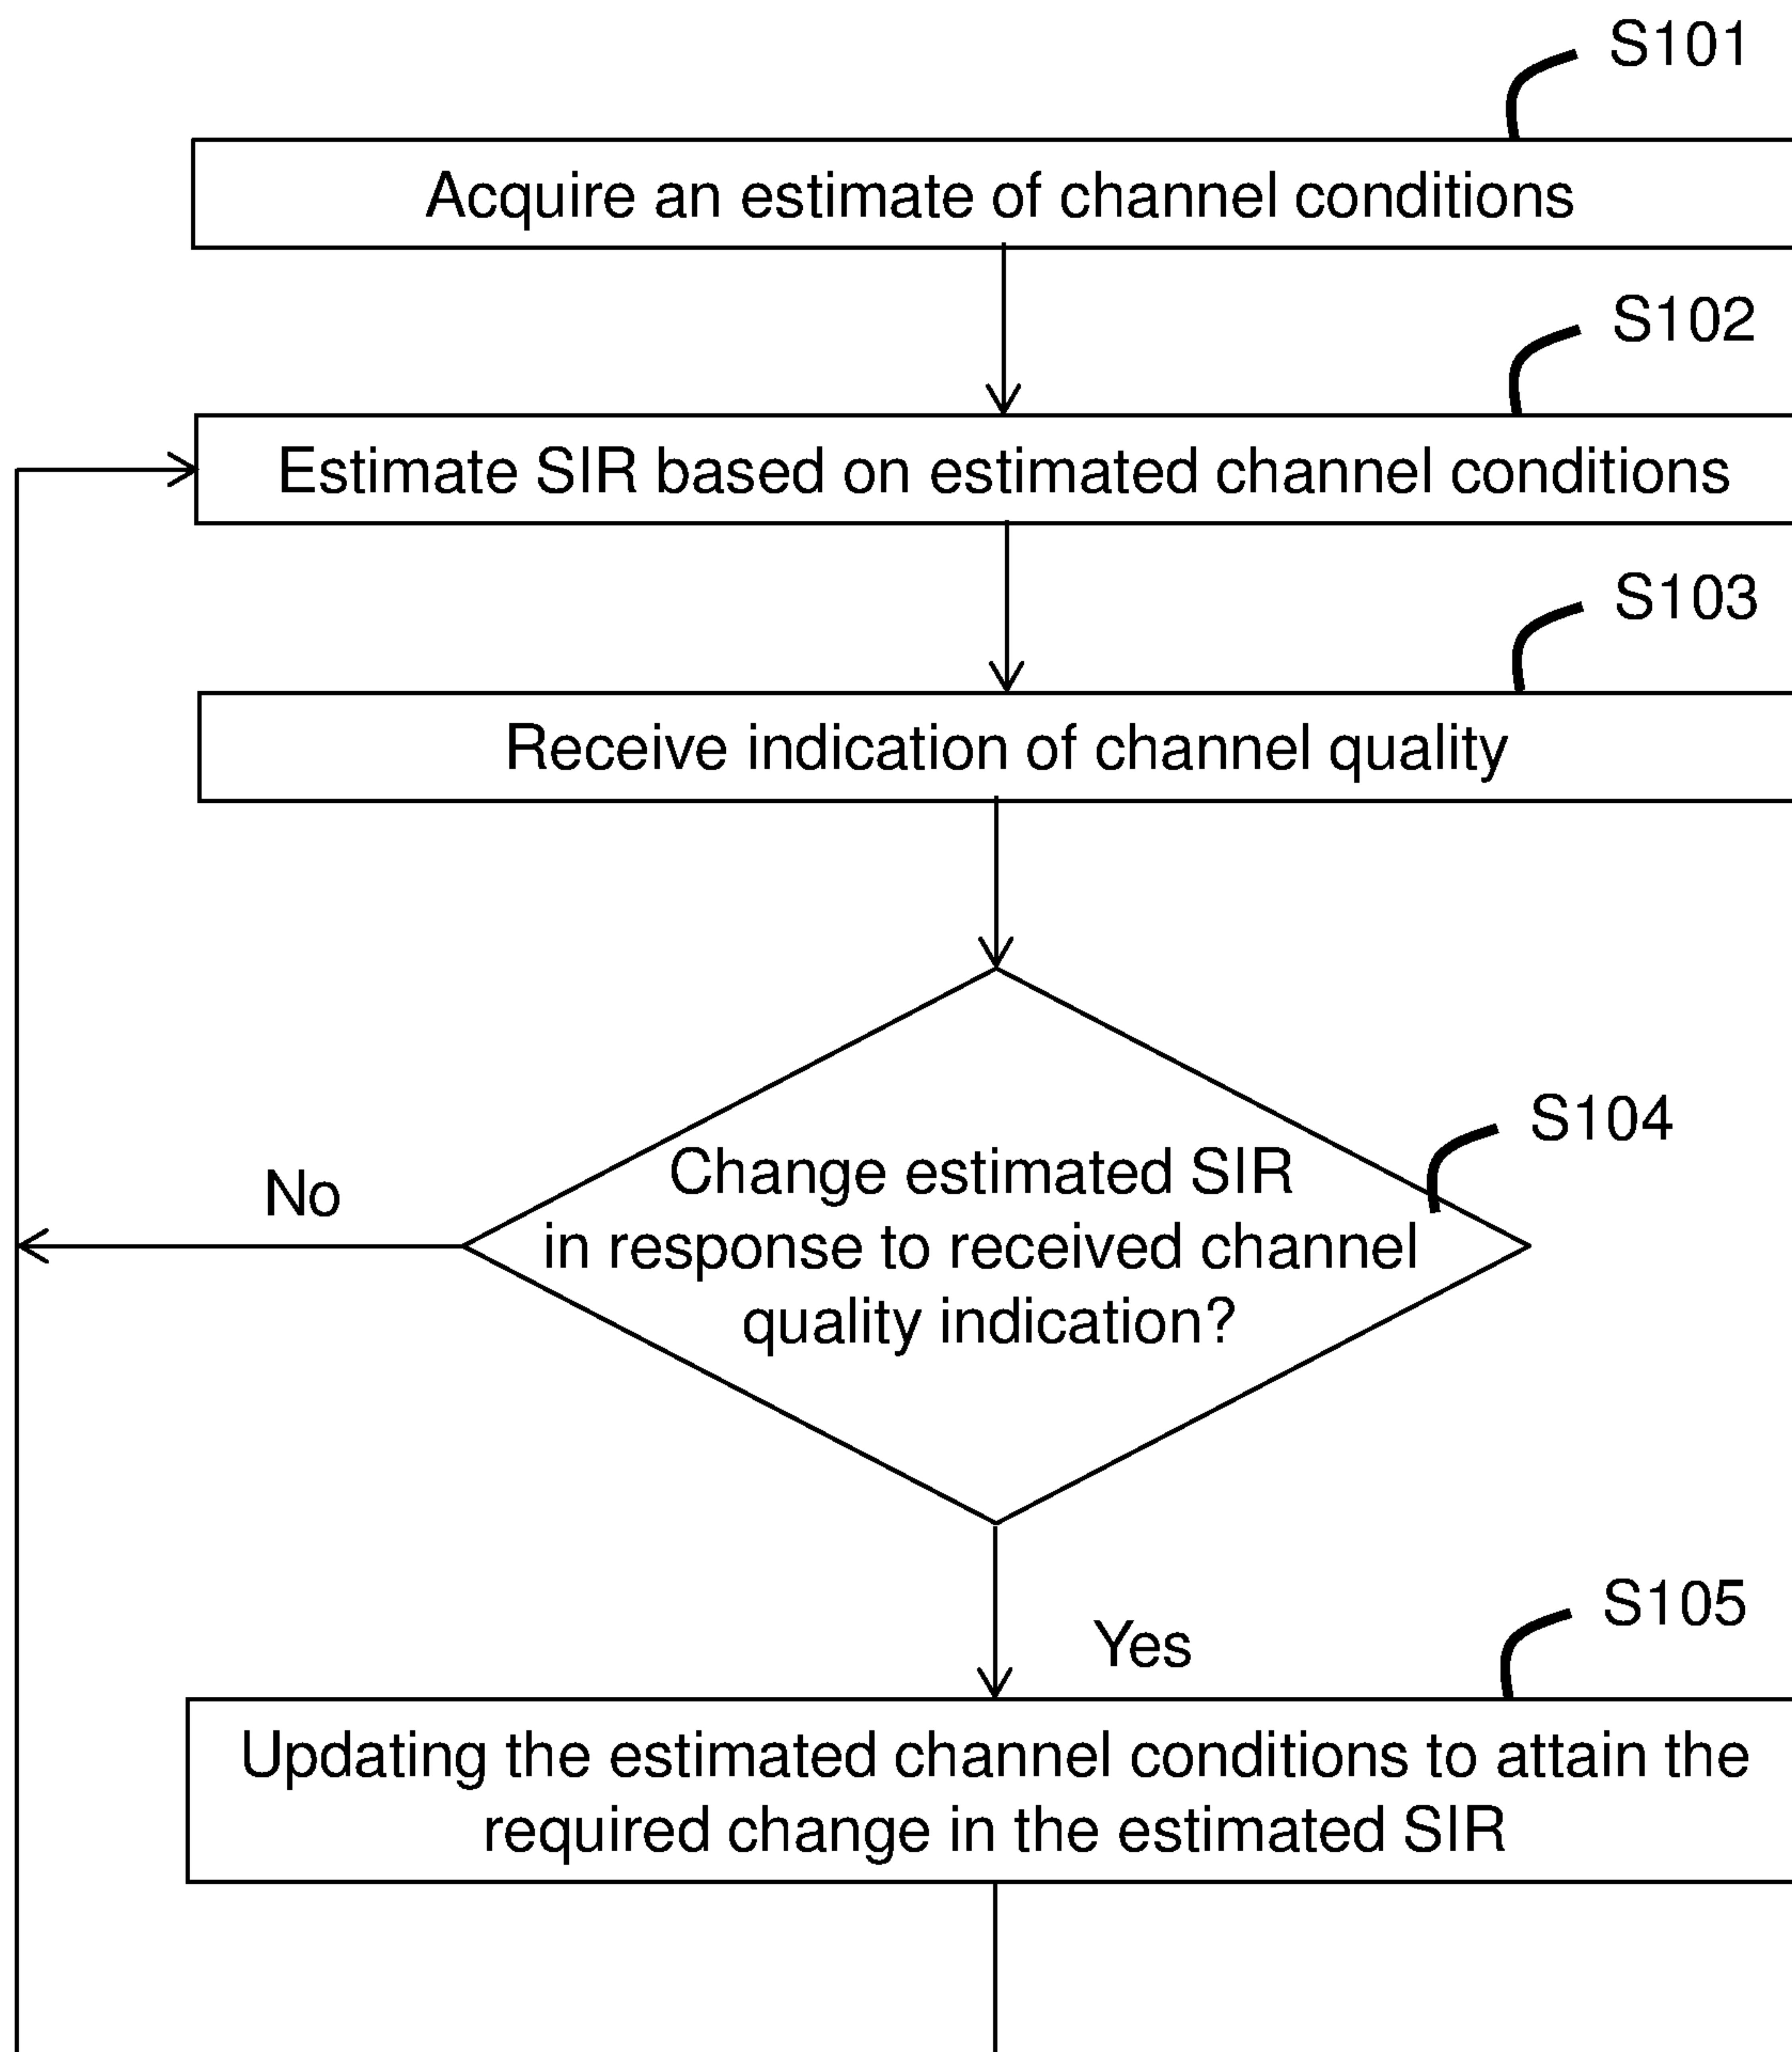 S101
Acquire an estimate of channel conditions
S102
Estimate SIR based on estimated channel conditions
S103
Receive indication of channel quality
S104
Change estimated SIR
in response to received channel
quality indication?
No
Yes
S105
Updating the estimated channel conditions to attain the
required change in the estimated SIR